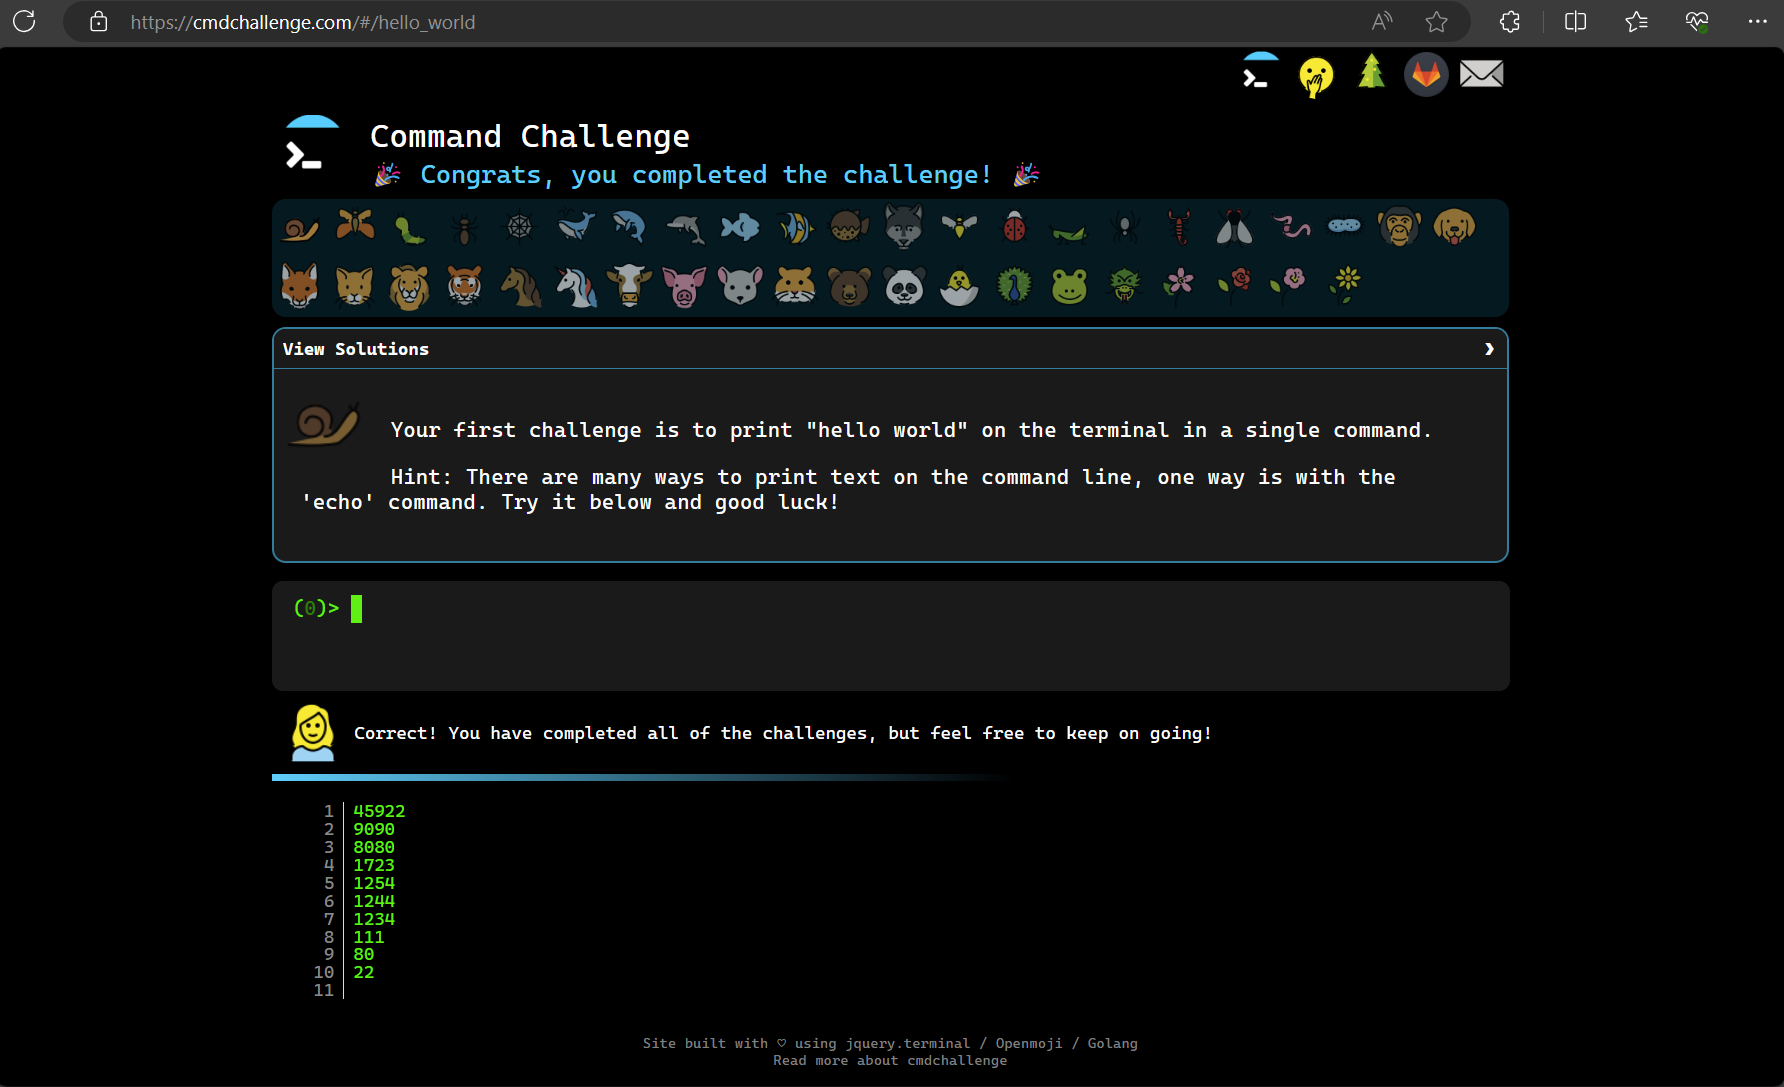 https://cmdchallenge.com/#/hello_world
Command Challenge
🎉 Congrats, you completed the challenge! 🎉
View Solutions ❯
Your first challenge is to print "hello world" on the terminal in a single command.
Hint: There are many ways to print text on the command line, one way is with the
'echo' command. Try it below and good luck!
(0)>
Correct! You have completed all of the challenges, but feel free to keep on going!
1 45922
2 9090
3 8080
4 1723
5 1254
6 1244
7 1234
8 111
9 80
10 22
11
Site built with ♡ using jquery.terminal / Openmoji / Golang
Read more about cmdchallenge